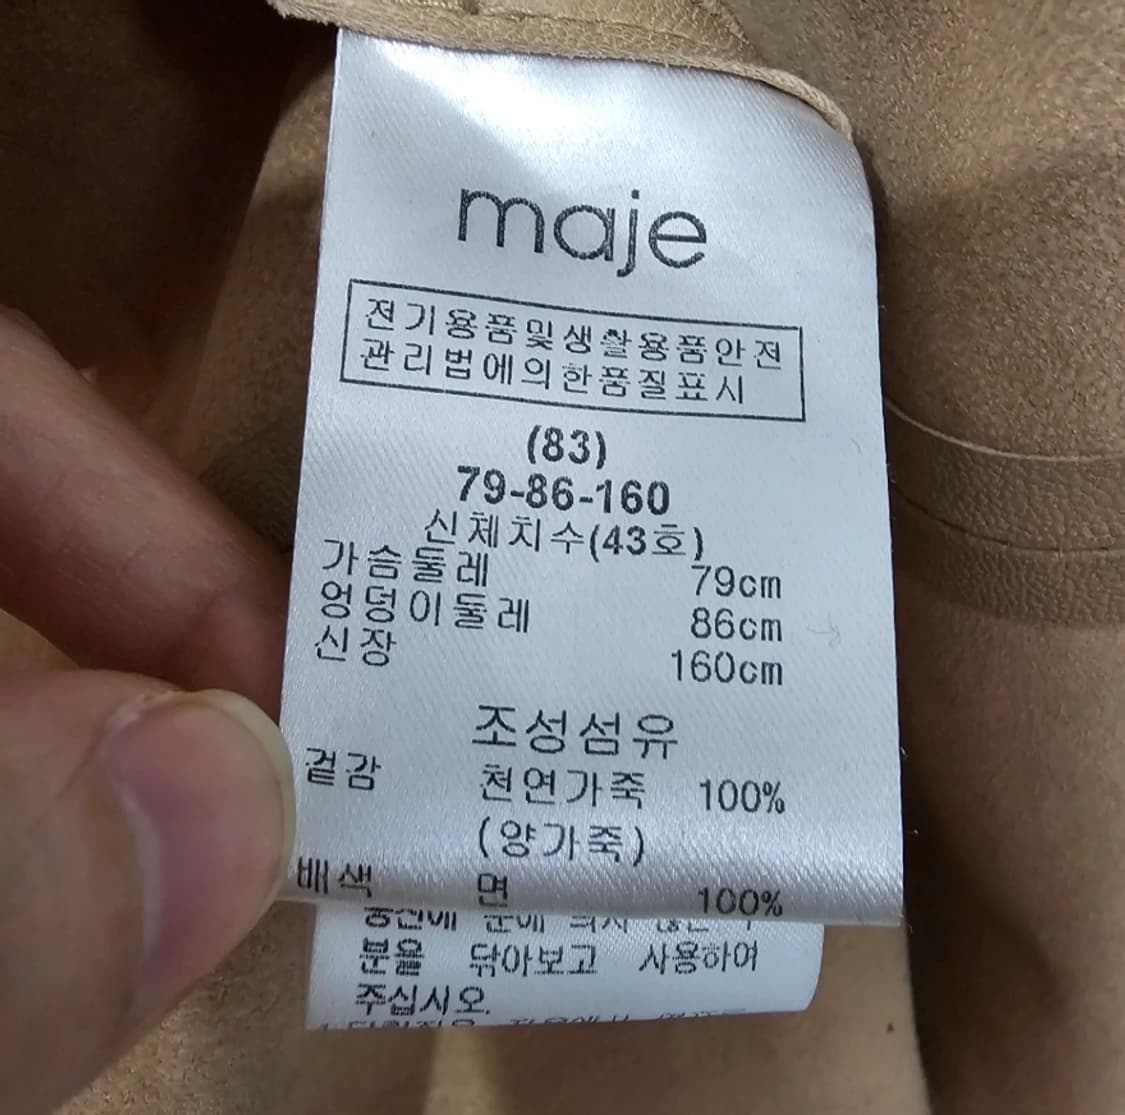 maje
전기용품및생활용품안전
관리법에의한품질표시
(83)
79-86-160
신체치수(43호)
가슴둘레 79cm
엉덩이둘레 86cm
신장 160cm
조성섬유
겉감 천연가죽 100%
(양가죽)
배색 면 100%
분을 닦아보고 사용하여
주십시오.